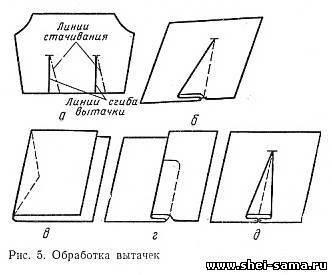 Линии
стачивания
Линии сгиба
вытачки
а
б
в
г
д
Рис. 5. Обработка вытачек
www.shei-sama.ru